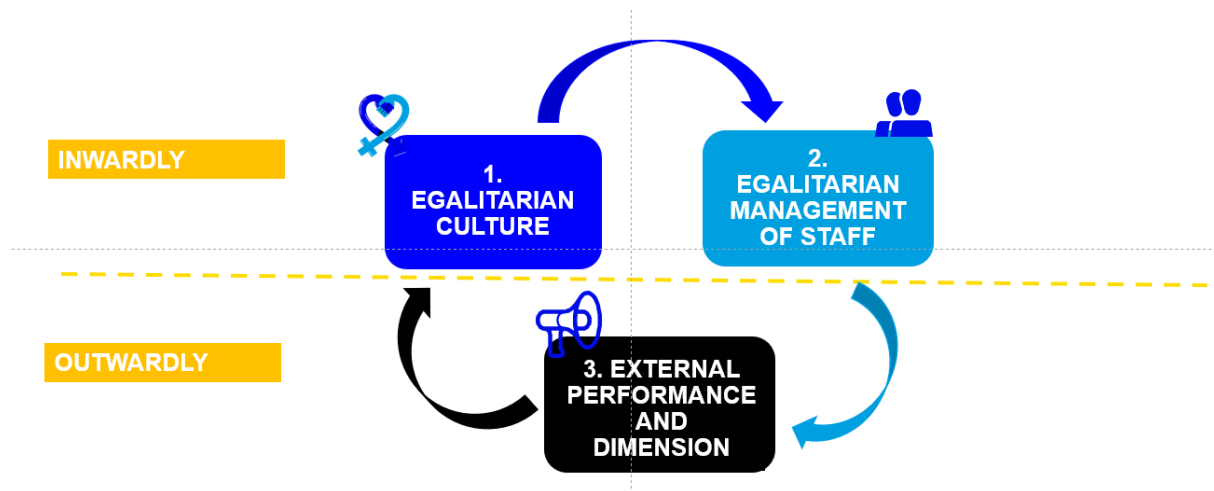 INWARDLY
1.
EGALITARIAN
CULTURE
2.
EGALITARIAN
MANAGEMENT
OF STAFF
OUTWARDLY
3. EXTERNAL
PERFORMANCE
AND
DIMENSION